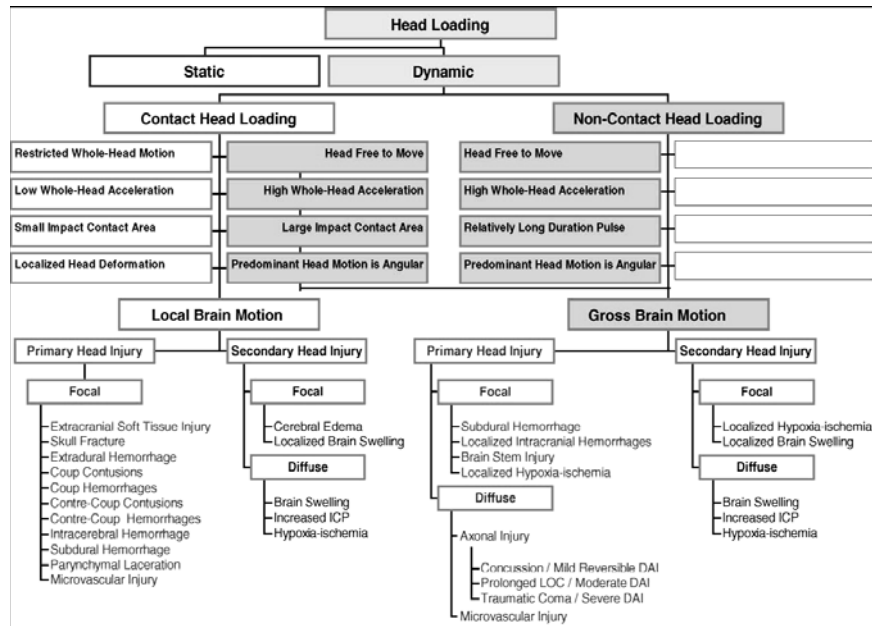 Head Loading
Static
Dynamic
Contact Head Loading
Non-Contact Head Loading
Restricted Whole-Head Motion
Head Free to Move
Head Free to Move
Low Whole-Head Acceleration
High Whole-Head Acceleration
High Whole-Head Acceleration
Small Impact Contact Area
Large Impact Contact Area
Relatively Long Duration Pulse
Localized Head Deformation
Predominant Head Motion is Angular
Predominant Head Motion is Angular
Local Brain Motion
Gross Brain Motion
Primary Head Injury
Secondary Head Injury
Focal
Extracranial Soft Tissue Injury
Skull Fracture
Extradural Hemorrhage
Coup Contusions
Coup Hemorrhages
Contre-Coup Contusions
Contre-Coup Hemorrhages
Intracerebral Hemorrhage
Subdural Hemorrhage
Parynchymal Laceration
Microvascular Injury
Focal
Cerebral Edema
Localized Brain Swelling
Diffuse
Brain Swelling
Increased ICP
Hypoxia-ischemia
Primary Head Injury
Secondary Head Injury
Focal
Subdural Hemorrhage
Localized Intracranial Hemorrhages
Brain Stem Injury
Localized Hypoxia-ischemia
Diffuse
Axonal Injury
Concussion / Mild Reversible DAI
Prolonged LOC / Moderate DAI
Traumatic Coma / Severe DAI
Microvascular Injury
Focal
Localized Hypoxia-ischemia
Localized Brain Swelling
Diffuse
Brain Swelling
Increased ICP
Hypoxia-ischemia